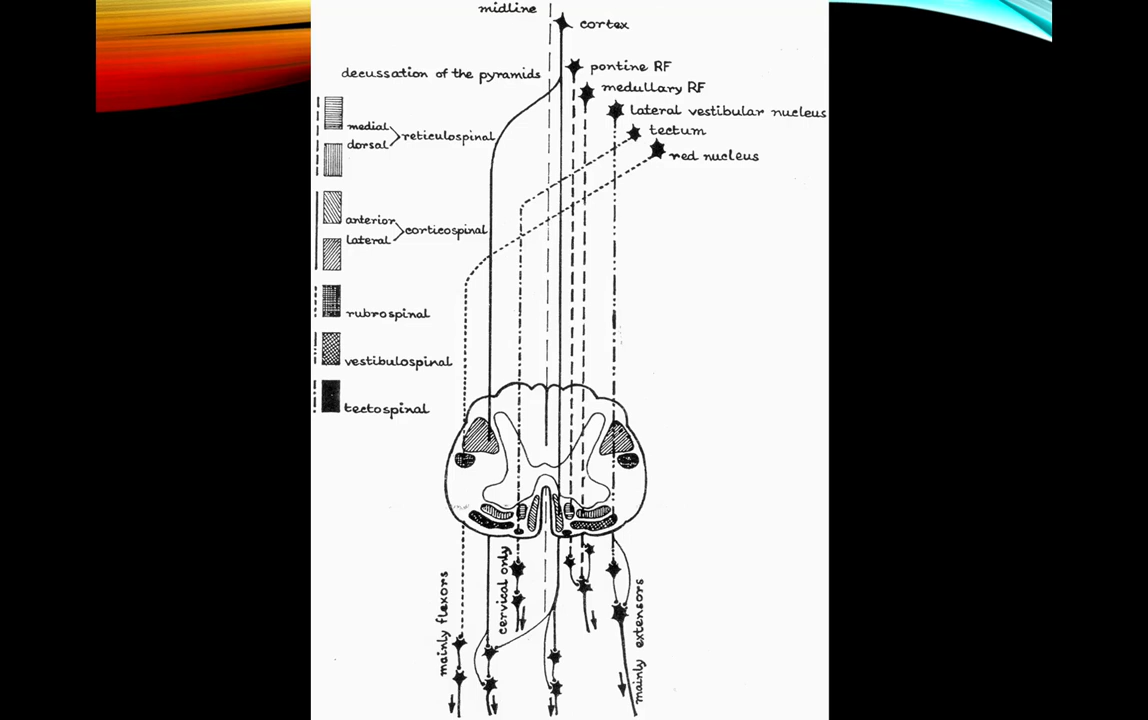 midline
cortex
pontine RF
decussation of the pyramids
medullary RF
lateral vestibular nucleus
tectum
red nucleus
medial
dorsal
reticulospinal
anterior
lateral
corticospinal
rubrospinal
vestibulospinal
tectospinal
mainly flexors
cervical only
mainly extensors